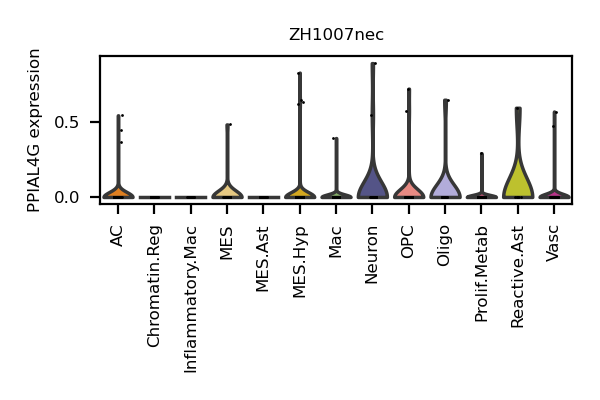 ZH1007nec
PPIAL4G expression
0.5
0.0
AC
Chromatin.Reg
Inflammatory.Mac
MES
MES.Ast
MES.Hyp
Mac
Neuron
OPC
Oligo
Prolif.Metab
Reactive.Ast
Vasc